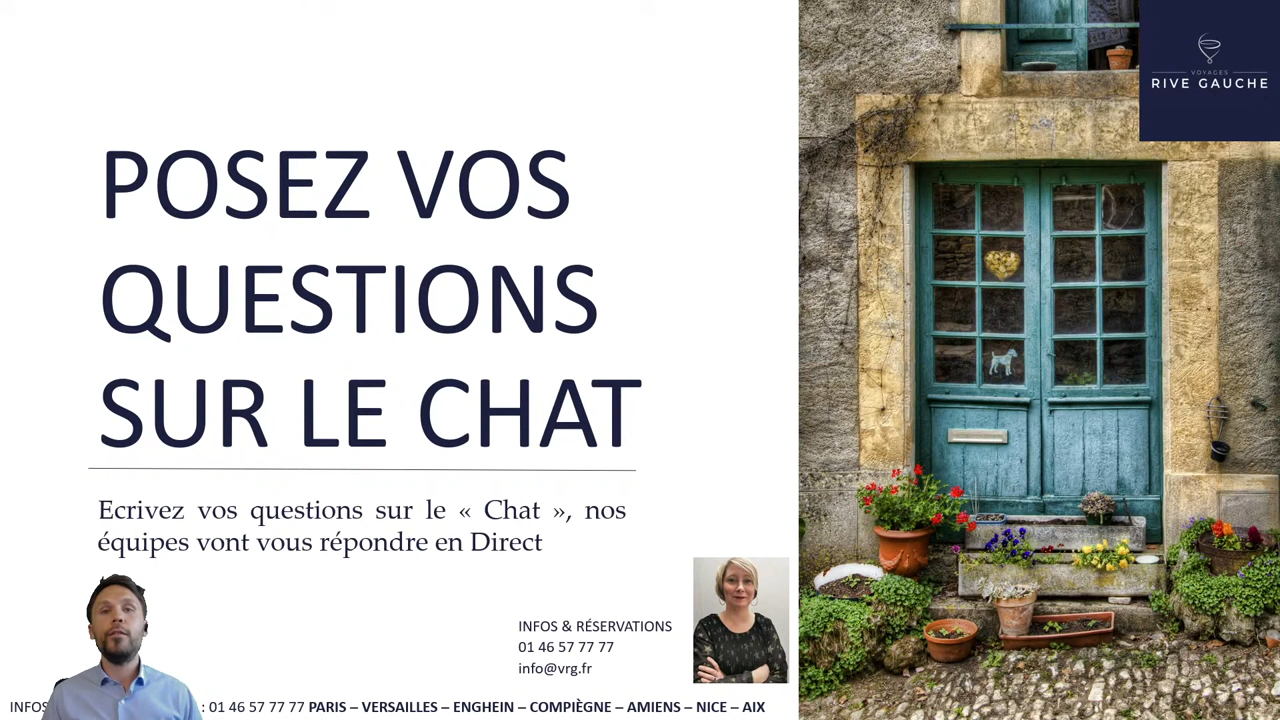 POSEZ VOS
QUESTIONS
SUR LE CHAT
Ecrivez vos questions sur le « Chat », nos
équipes vont vous répondre en Direct
INFOS & RÉSERVATIONS
01 46 57 77 77
info@vrg.fr
INFOS : 01 46 57 77 77 PARIS – VERSAILLES – ENGHEIN – COMPIÈGNE – AMIENS – NICE – AIX
VOYAGES
RIVE GAUCHE